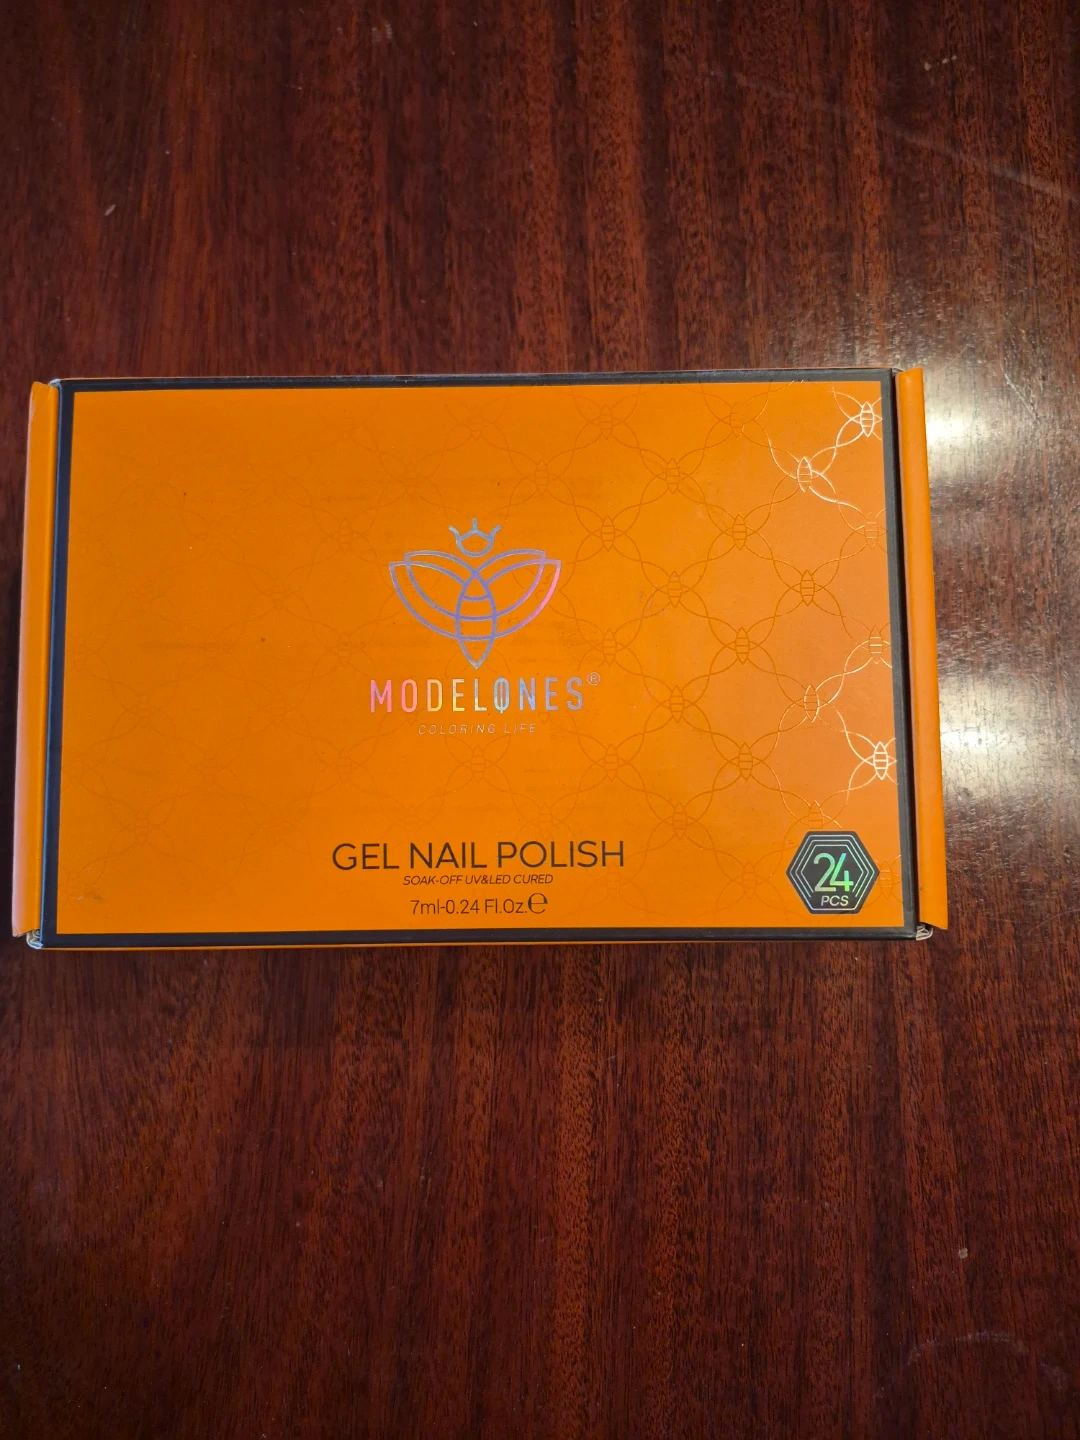 MODELONES®
COLORING LIFE
GEL NAIL POLISH
SOAK-OFF UV&LED CURED
7ml-0.24 Fl.Oz.℮
24
PCS